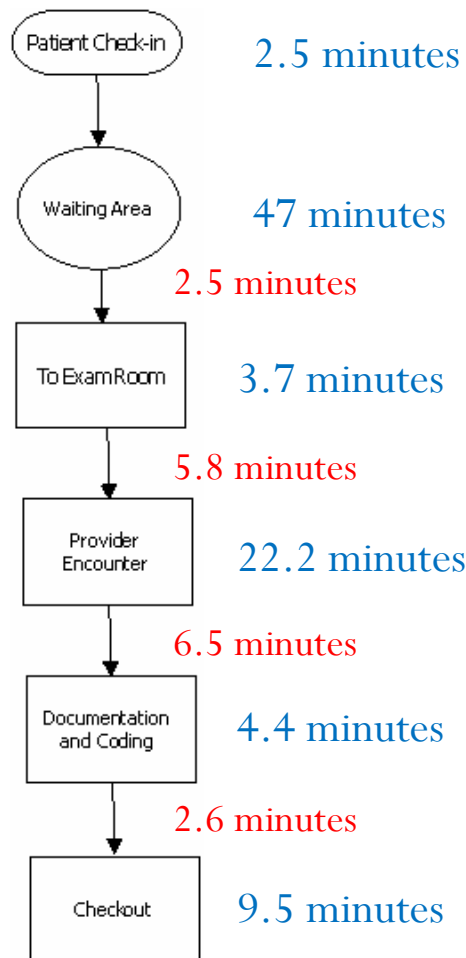 Patient Check-in
2.5 minutes
Waiting Area
47 minutes
2.5 minutes
To Exam Room
3.7 minutes
5.8 minutes
Provider
Encounter
22.2 minutes
6.5 minutes
Documentation
and Coding
4.4 minutes
2.6 minutes
Checkout
9.5 minutes